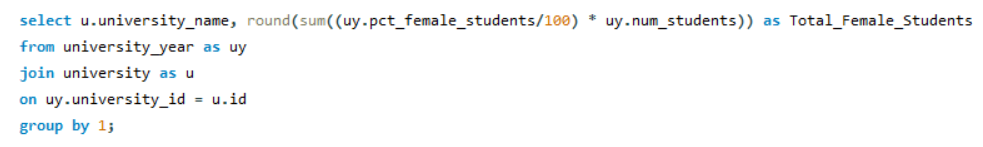 select u.university_name, round(sum((uy.pct_female_students/100) * uy.num_students)) as Total_Female_Students
from university_year as uy
join university as u
on uy.university_id = u.id
group by 1;